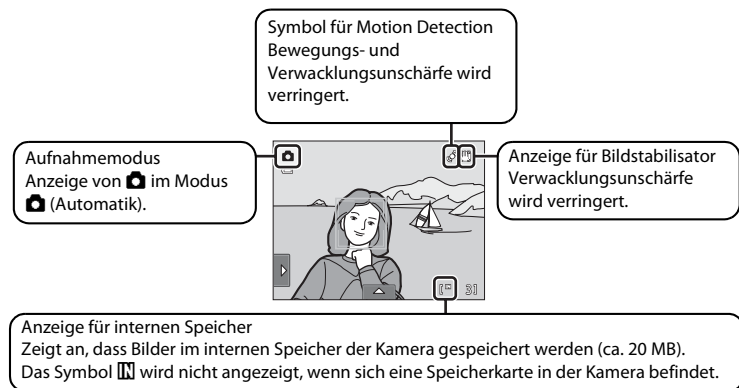 Symbol für Motion Detection
Bewegungs- und
Verwacklungsunschärfe wird
verringert.
Aufnahmemodus
Anzeige von im Modus
(Automatik).
Anzeige für Bildstabilisator
Verwacklungsunschärfe
wird verringert.
31
Anzeige für internen Speicher
Zeigt an, dass Bilder im internen Speicher der Kamera gespeichert werden (ca. 20 MB).
Das Symbol IN wird nicht angezeigt, wenn sich eine Speicherkarte in der Kamera befindet.